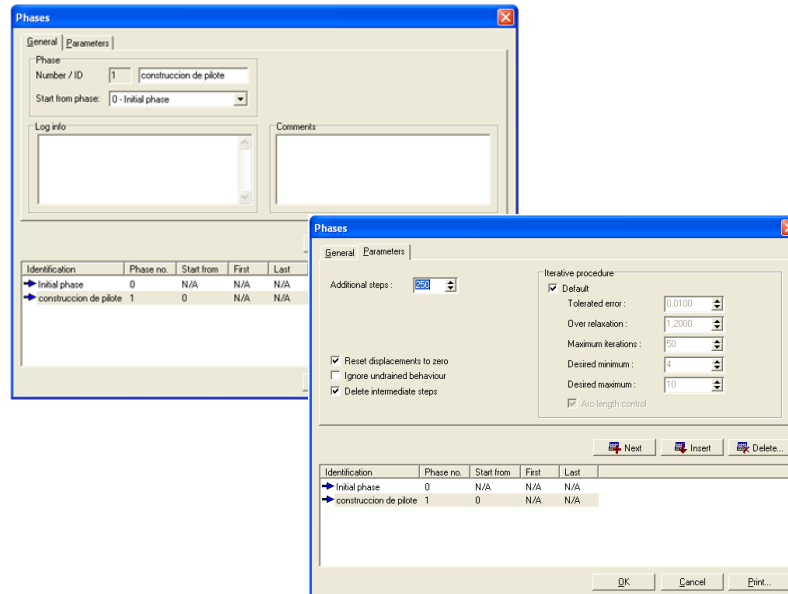 Phases
General Parameters
Phase
Number / ID 1 construccion de pilote
Start from phase: 0 - Initial phase
Log info Comments
Identification Phase no. Start from First Last
Initial phase 0 N/A N/A N/A
construccion de pilote 1 0 N/A N/A
Phases
General Parameters
Additional steps : 250
Reset displacements to zero
Ignore undrained behaviour
Delete intermediate steps
Iterative procedure
Default
Tolerated error : 0,0100
Over relaxation : 1,2000
Maximum iterations : 50
Desired minimum : 4
Desired maximum : 10
Arc-length control
Next Insert Delete...
Identification Phase no. Start from First Last
Initial phase 0 N/A N/A N/A
construccion de pilote 1 0 N/A N/A
OK Cancel Print...